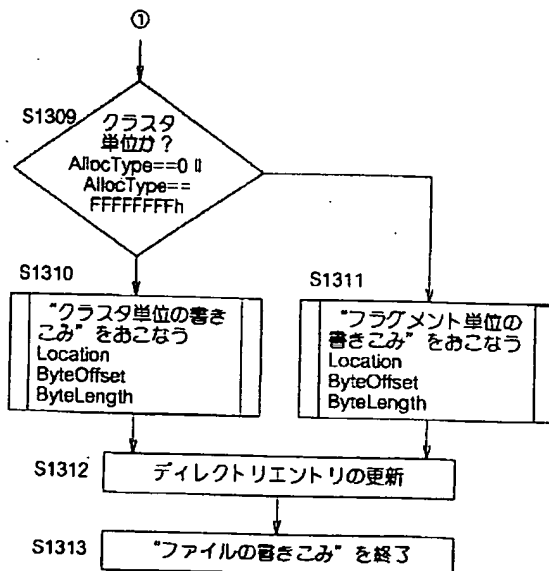 ①
S1309
クラスタ
単位か？
AllocType==0 ||
AllocType==
FFFFFFFFh
S1310
"クラスタ単位の書き
こみ"をおこなう
Location
ByteOffset
ByteLength
S1311
"フラグメント単位の
書きこみ"をおこなう
Location
ByteOffset
ByteLength
S1312
ディレクトリエントリの更新
S1313
"ファイルの書きこみ"を終了